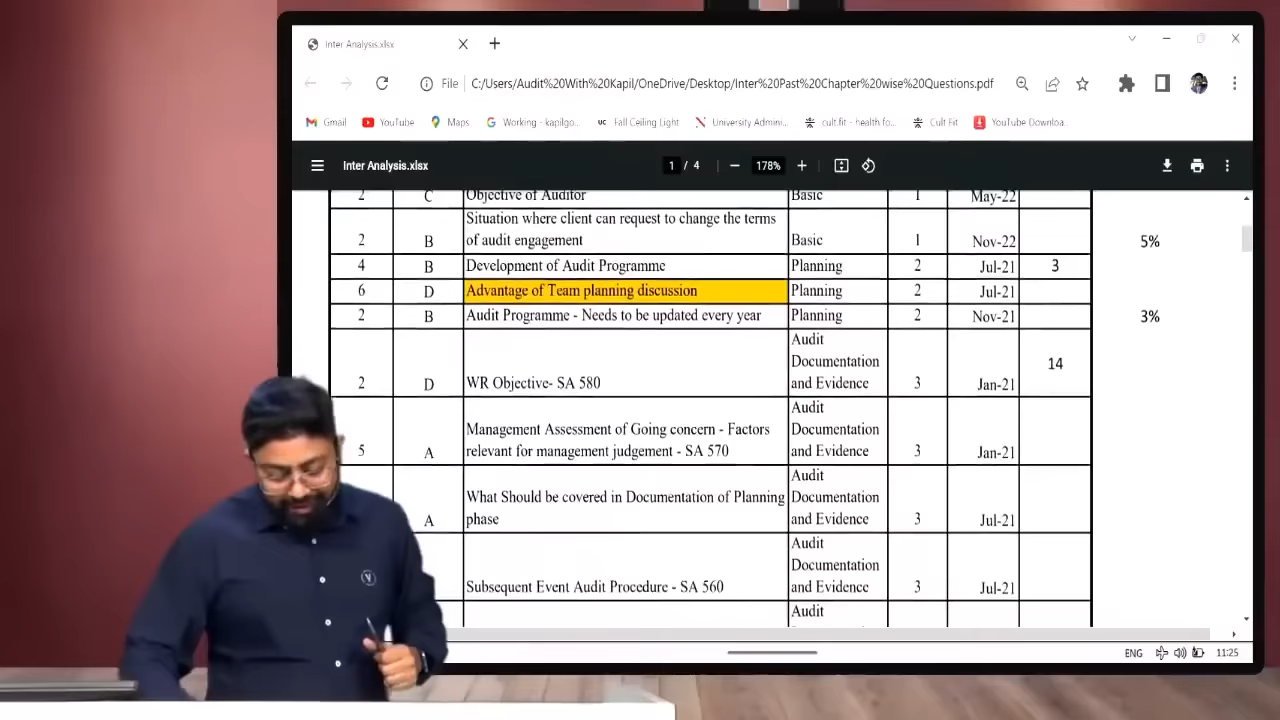 Inter Analysis.xlsx
File C:/Users/Audit%20With%20Kapil/OneDrive/Desktop/Inter%20Past%20Chapter%20wise%20Questions.pdf
Gmail YouTube Maps Working - kapilgo... UC Fall Ceiling Light University Admini... cult.fit - health fo... Cult Fit YouTube Downloa...
Inter Analysis.xlsx 1 / 4 178%
2 C Objective of Auditor Basic 1 May-22
Situation where client can request to change the terms
2 B of audit engagement Basic 1 Nov-22 5%
4 B Development of Audit Programme Planning 2 Jul-21 3
6 D Advantage of Team planning discussion Planning 2 Jul-21
2 B Audit Programme - Needs to be updated every year Planning 2 Nov-21 3%
Audit
Documentation 14
2 D WR Objective- SA 580 and Evidence 3 Jan-21
Audit
Management Assessment of Going concern - Factors Documentation
5 A relevant for management judgement - SA 570 and Evidence 3 Jan-21
Audit
What Should be covered in Documentation of Planning Documentation
A phase and Evidence 3 Jul-21
Audit
Documentation
Subsequent Event Audit Procedure - SA 560 and Evidence 3 Jul-21
Audit
ENG 11:25